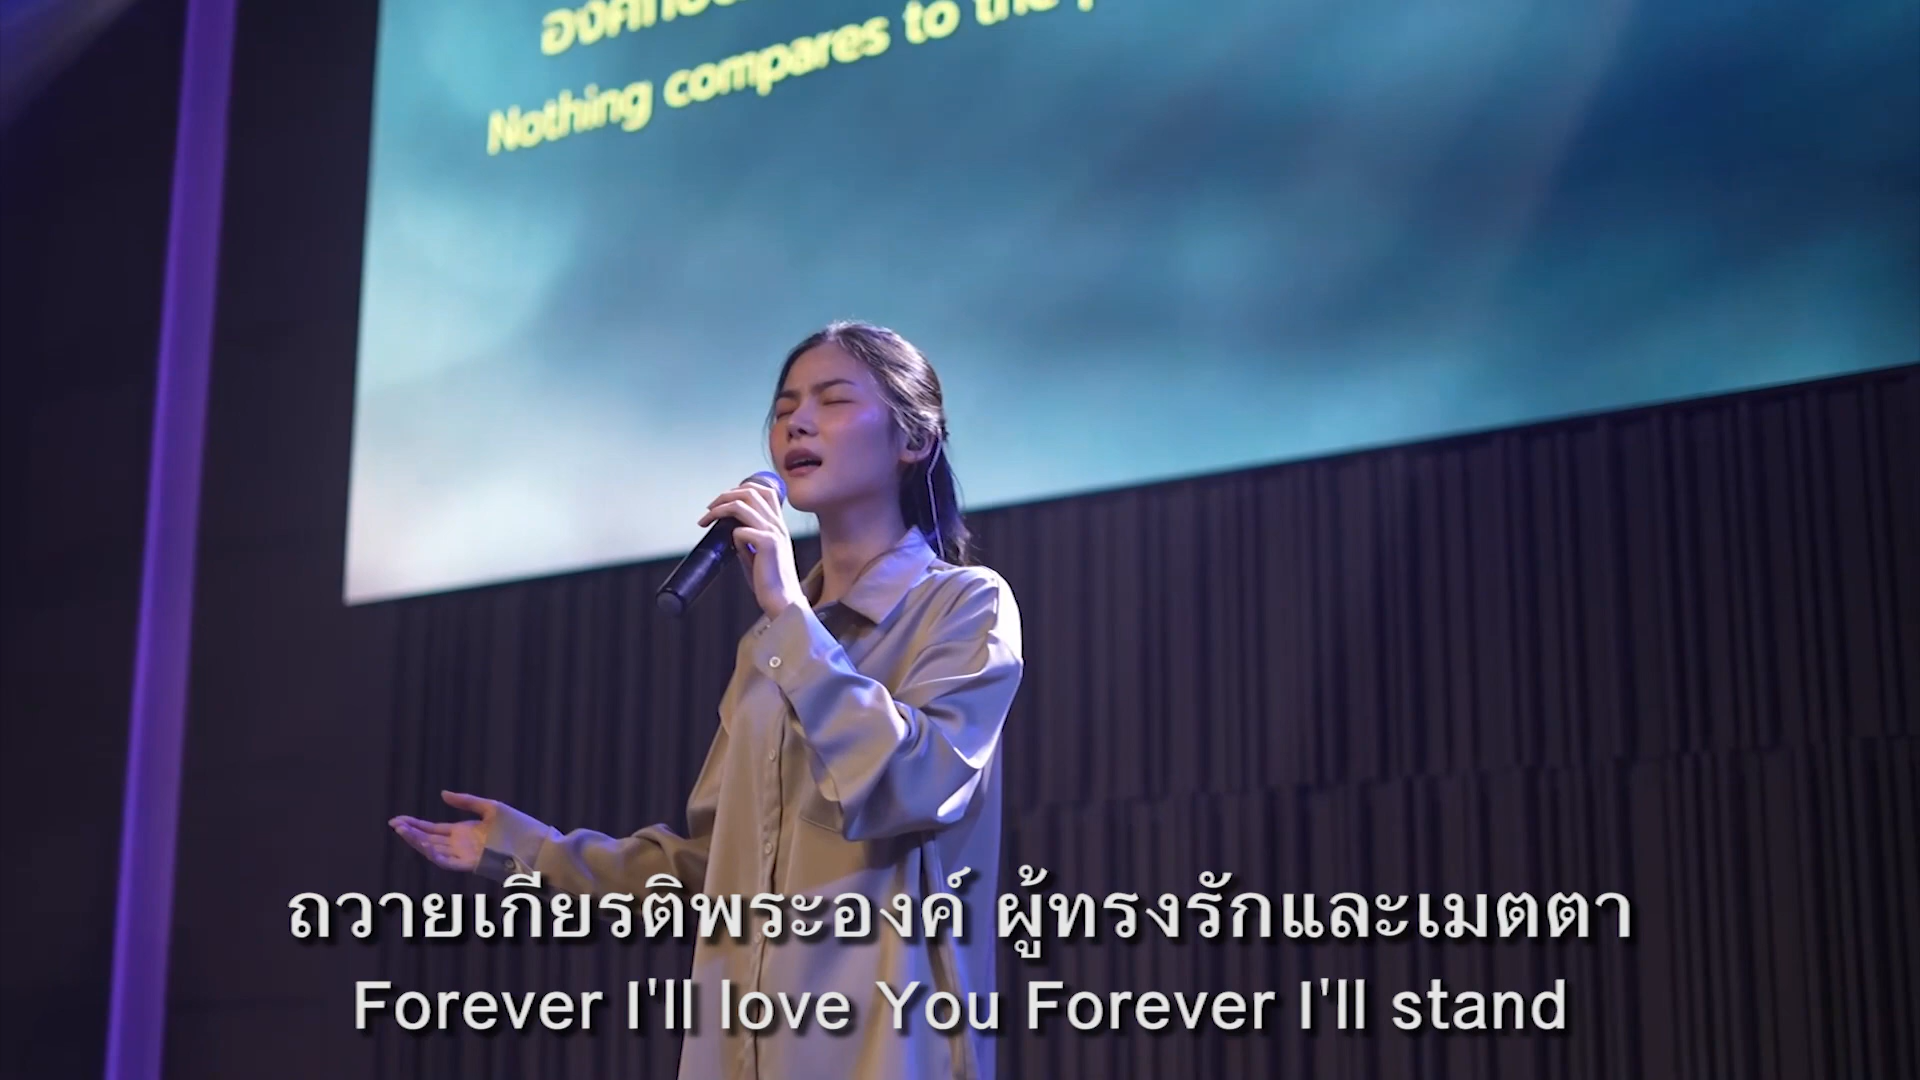 Nothing compares to the
ถวายเกียรติพระองค์ ผู้ทรงรักและเมตตา
Forever I'll love You Forever I'll stand